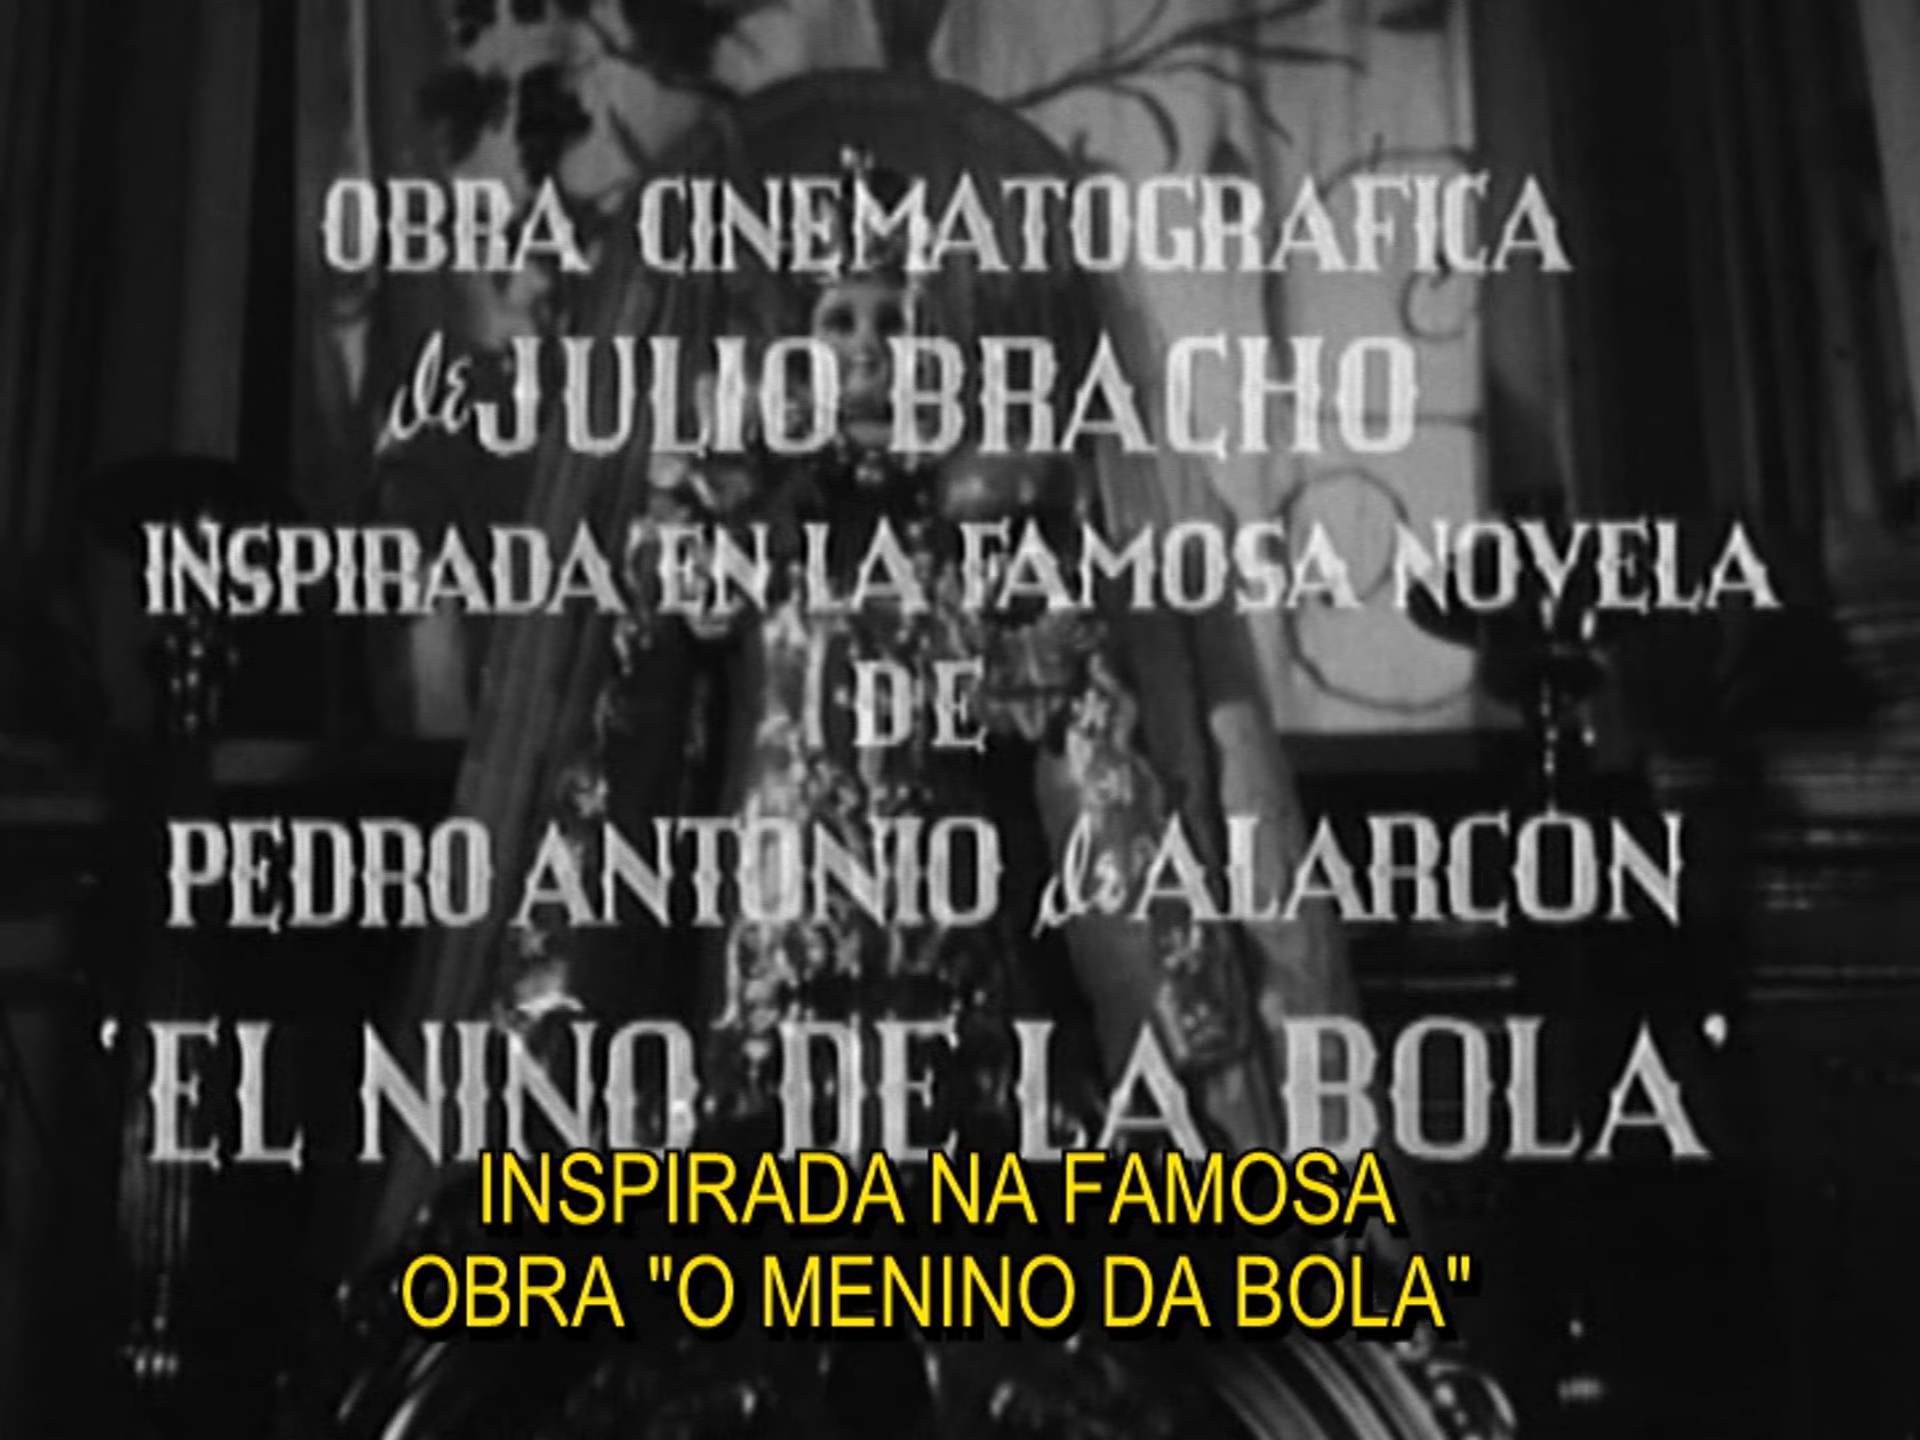 OBRA CINEMATOGRAFICA
de JULIO BRACHO
INSPIRADA EN LA FAMOSA NOVELA
DE
PEDRO ANTONIO de ALARCON
'EL NIÑO DE LA BOLA'
INSPIRADA NA FAMOSA
OBRA "O MENINO DA BOLA"